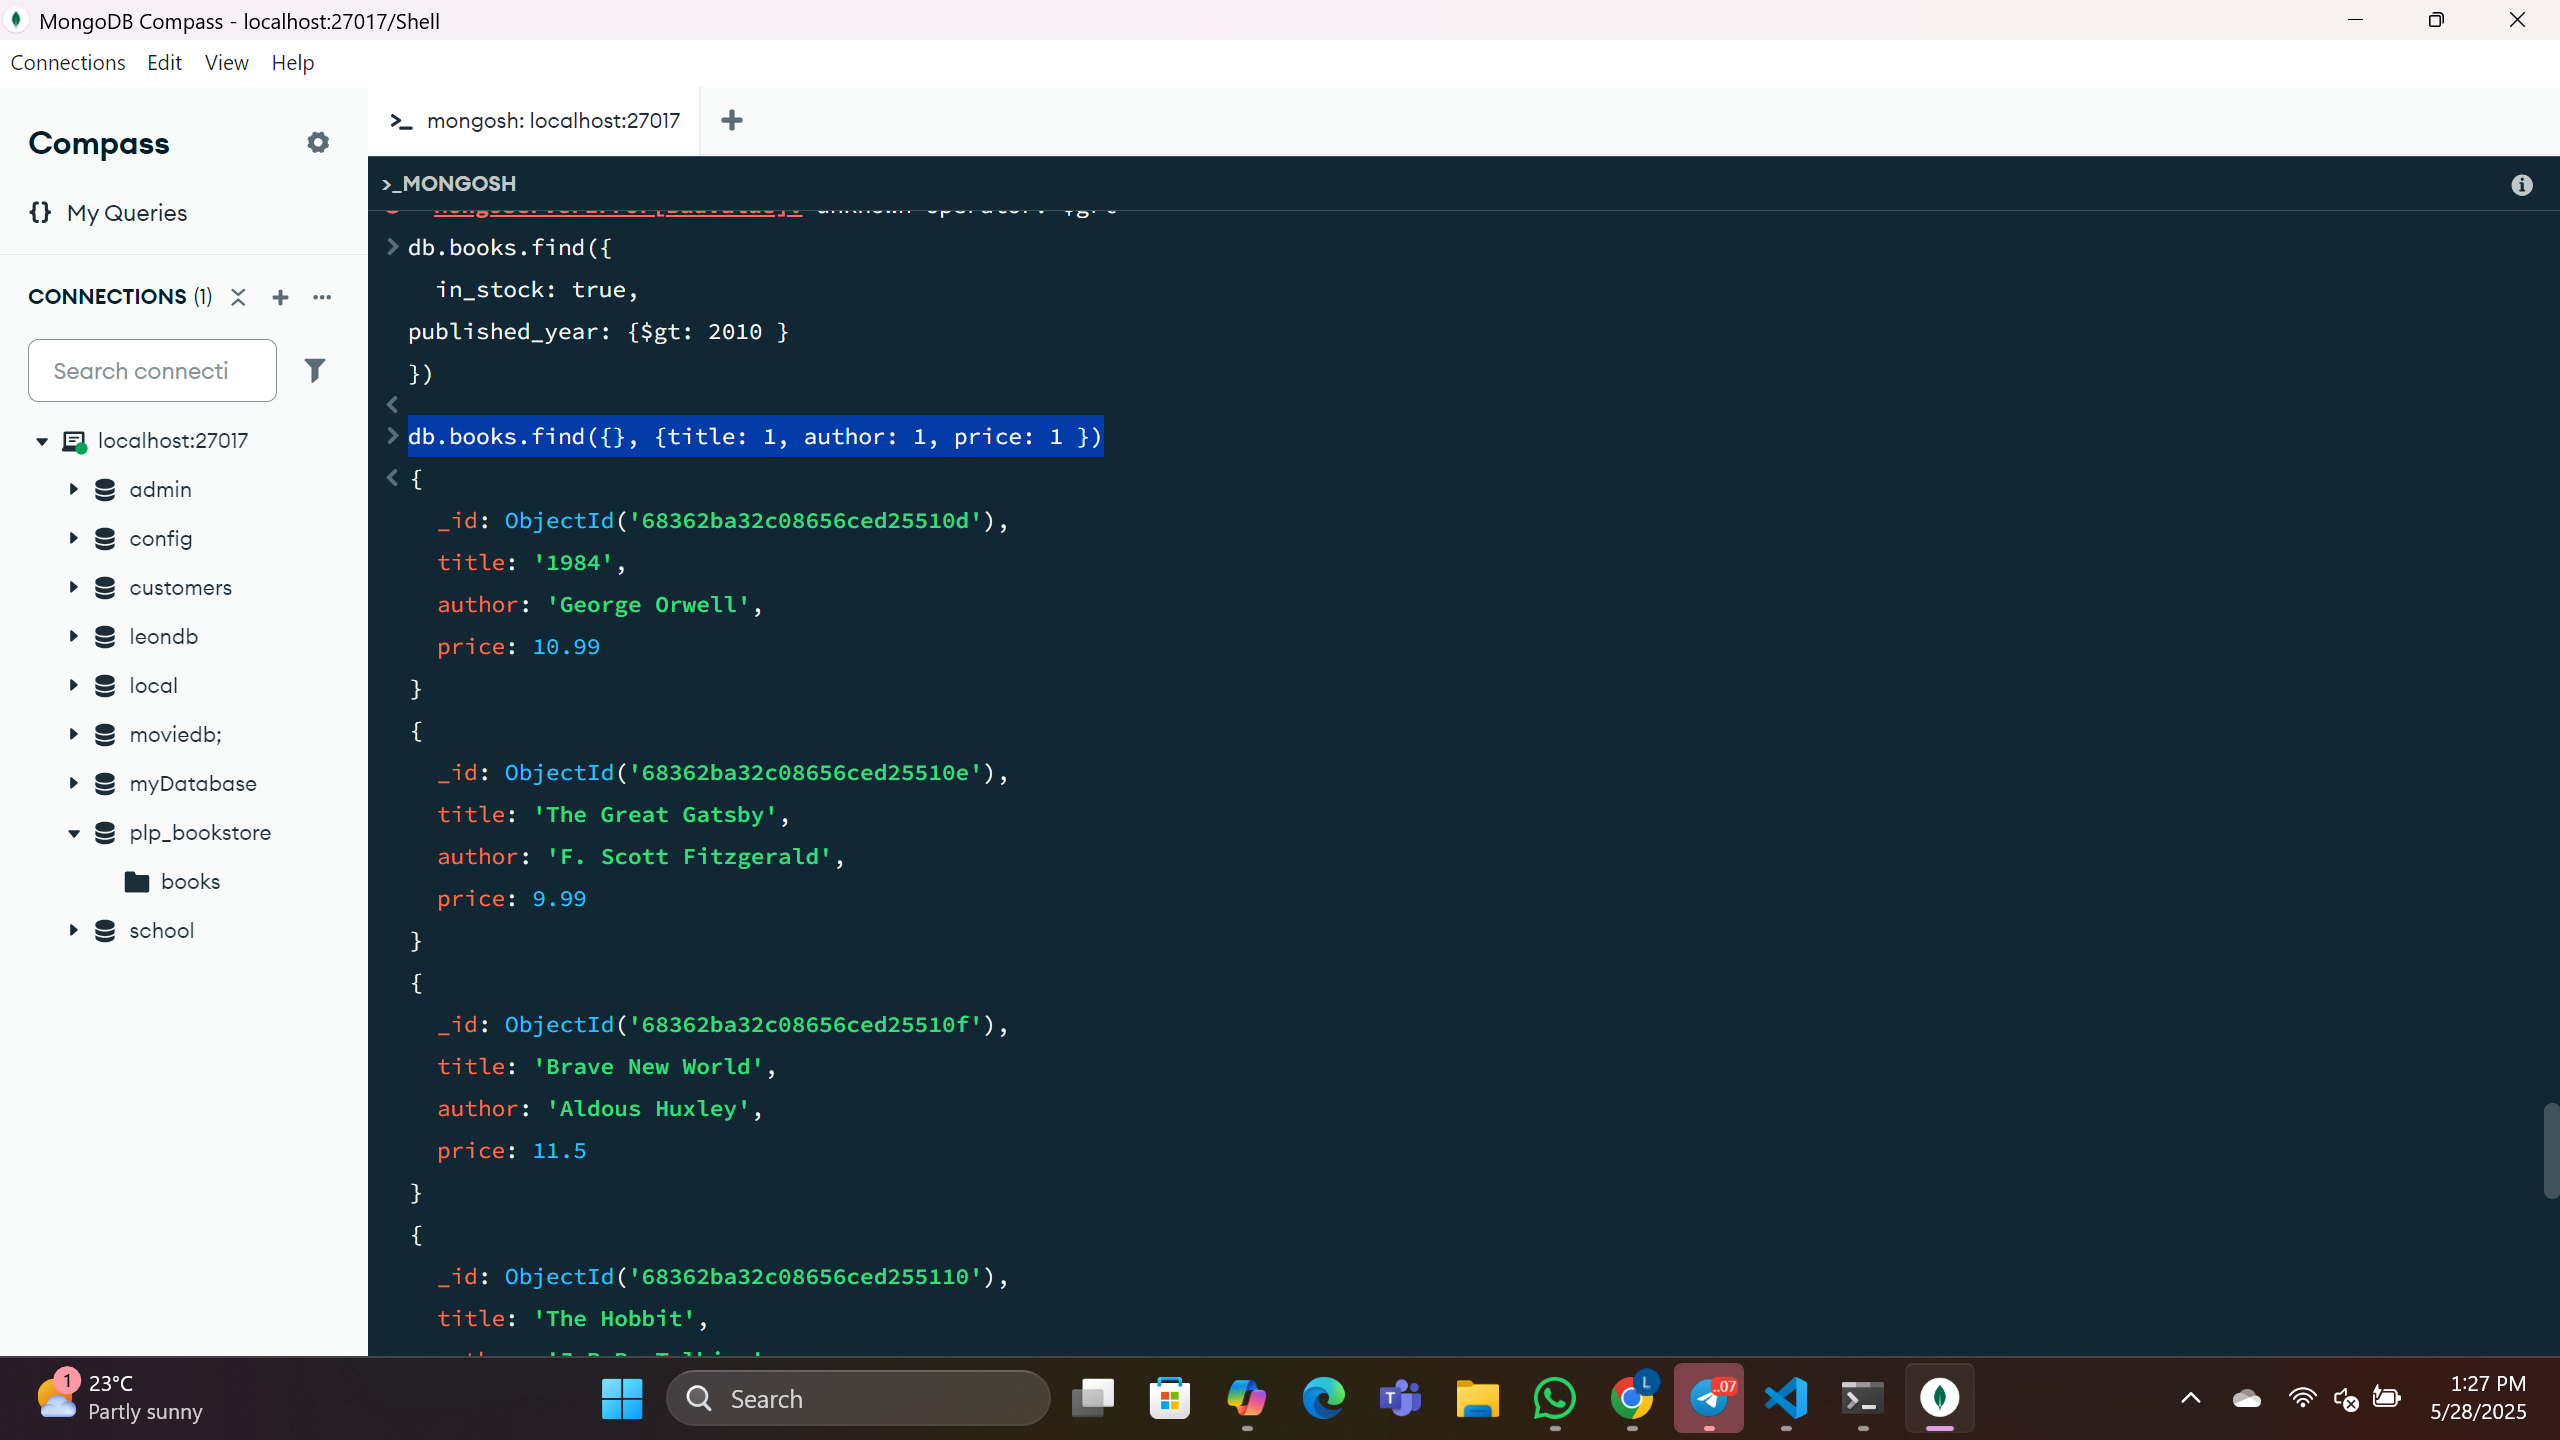 MongoDB Compass - localhost:27017/Shell
Connections Edit View Help
Compass
{} My Queries
CONNECTIONS (1)
Search connecti
localhost:27017
admin
config
customers
leondb
local
moviedb;
myDatabase
plp_bookstore
books
school
>_ mongosh: localhost:27017 +
>_MONGOSH
unknown operator: $grt
> db.books.find({
in_stock: true,
published_year: {$gt: 2010 }
})
<
> db.books.find({}, {title: 1, author: 1, price: 1 })
< {
_id: ObjectId('68362ba32c08656ced25510d'),
title: '1984',
author: 'George Orwell',
price: 10.99
}
{
_id: ObjectId('68362ba32c08656ced25510e'),
title: 'The Great Gatsby',
author: 'F. Scott Fitzgerald',
price: 9.99
}
{
_id: ObjectId('68362ba32c08656ced25510f'),
title: 'Brave New World',
author: 'Aldous Huxley',
price: 11.5
}
{
_id: ObjectId('68362ba32c08656ced255110'),
title: 'The Hobbit',
1
23°C
Partly sunny
Search
T
L
..07
1:27 PM
5/28/2025